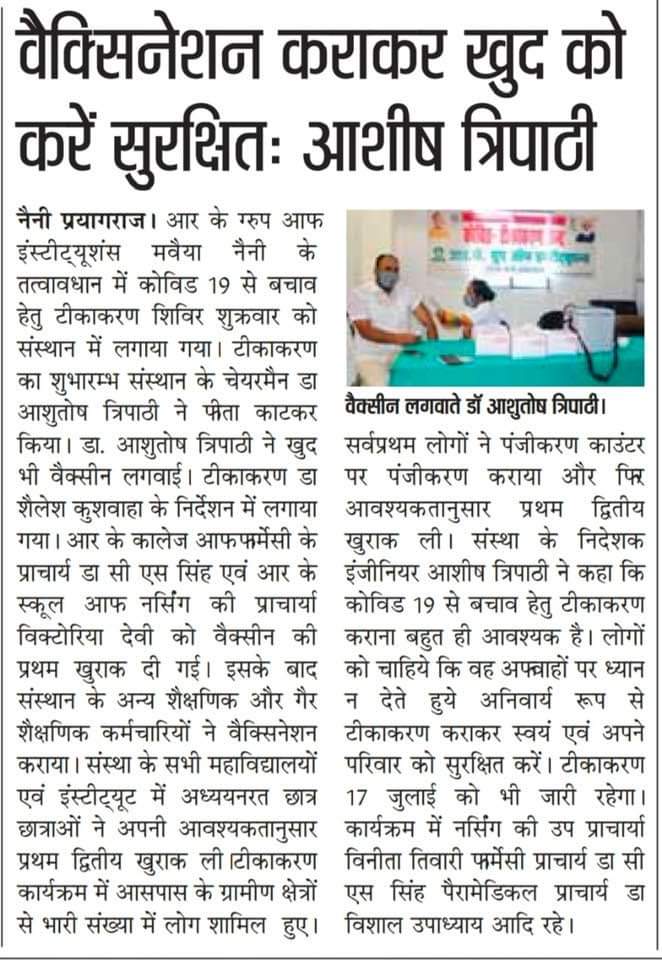 वैक्सिनेशन कराकर खुद को
करें सुरक्षितः आशीष त्रिपाठी
नैनी प्रयागराज। आर के ग्रुप आफ
इंस्टीट्यूशंस मवैया नैनी के
तत्वावधान में कोविड 19 से बचाव
हेतु टीकाकरण शिविर शुक्रवार को
संस्थान में लगाया गया। टीकाकरण
का शुभारम्भ संस्थान के चेयरमैन डा
आशुतोष त्रिपाठी ने फीता काटकर
किया। डा. आशुतोष त्रिपाठी ने खुद
भी वैक्सीन लगवाई। टीकाकरण डा
शैलेश कुशवाहा के निर्देशन में लगाया
गया। आर के कालेज आफफर्मेसी के
प्राचार्य डा सी एस सिंह एवं आर के
स्कूल आफ नर्सिंग की प्राचार्या
विक्टोरिया देवी को वैक्सीन की
प्रथम खुराक दी गई। इसके बाद
संस्थान के अन्य शैक्षणिक और गैर
शैक्षणिक कर्मचारियों ने वैक्सिनेशन
कराया। संस्था के सभी महाविद्यालयों
एवं इंस्टीट्यूट में अध्ययनरत छात्र
छात्राओं ने अपनी आवश्यकतानुसार
प्रथम द्वितीय खुराक ली।टीकाकरण
कार्यक्रम में आसपास के ग्रामीण क्षेत्रों
से भारी संख्या में लोग शामिल हुए।
कोविड टीकाकरण
आर.के. ग्रुप ऑफ इन्स्टीट्यूशन्स
वैक्सीन लगवाते डॉ आशुतोष त्रिपाठी।
सर्वप्रथम लोगों ने पंजीकरण काउंटर
पर पंजीकरण कराया और फिर
आवश्यकतानुसार प्रथम द्वितीय
खुराक ली। संस्था के निदेशक
इंजीनियर आशीष त्रिपाठी ने कहा कि
कोविड 19 से बचाव हेतु टीकाकरण
कराना बहुत ही आवश्यक है। लोगों
को चाहिये कि वह अफवाहों पर ध्यान
न देते हुये अनिवार्य रूप से
टीकाकरण कराकर स्वयं एवं अपने
परिवार को सुरक्षित करें। टीकाकरण
17 जुलाई को भी जारी रहेगा।
कार्यक्रम में नर्सिंग की उप प्राचार्या
विनीता तिवारी फर्मेसी प्राचार्य डा सी
एस सिंह पैरामेडिकल प्राचार्य डा
विशाल उपाध्याय आदि रहे।